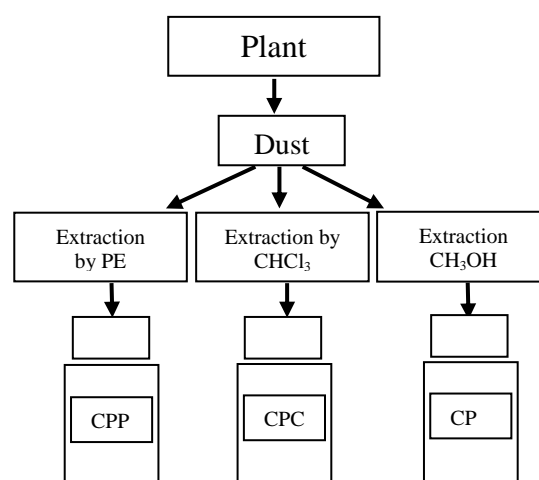 Plant
Dust
Extraction
by PE
Extraction by
CHCl₃
Extraction
CH₃OH
CPP
CPC
CP